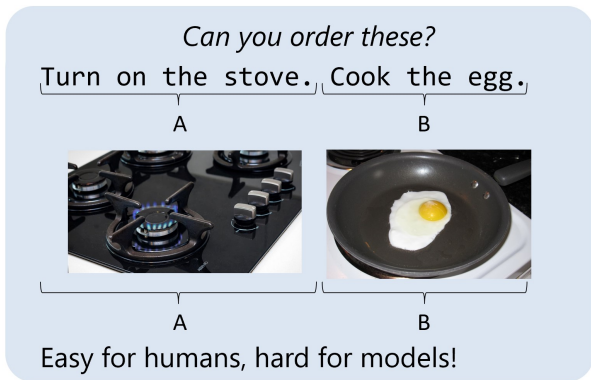 Can you order these?
Turn on the stove. Cook the egg.
A B
A B
Easy for humans, hard for models!